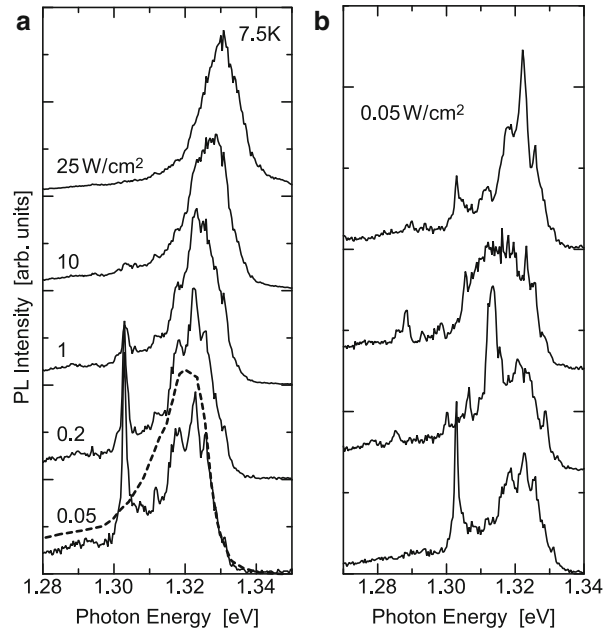 a
7.5K
25 W/cm²
10
1
0.2
0.05
PL Intensity [arb. units]
1.28 1.30 1.32 1.34
Photon Energy [eV]
b
0.05 W/cm²
1.28 1.30 1.32 1.34
Photon Energy [eV]